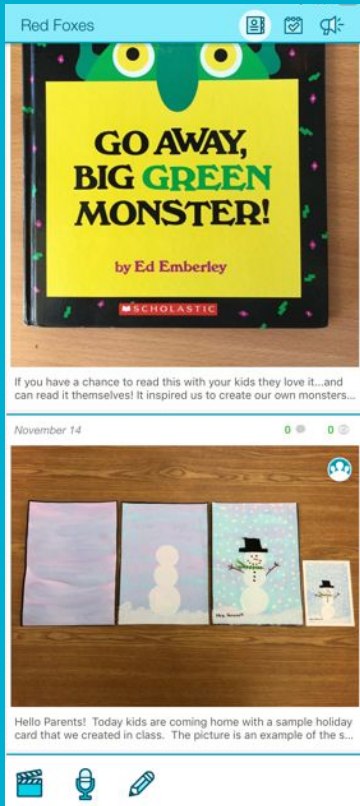 Red Foxes
GO AWAY,
BIG GREEN
MONSTER!
by Ed Emberley
SCHOLASTIC
If you have a chance to read this with your kids they love it...and
can read it themselves! It inspired us to create our own monsters...
November 14
0 0
Hello Parents! Today kids are coming home with a sample holiday
card that we created in class. The picture is an example of the s...